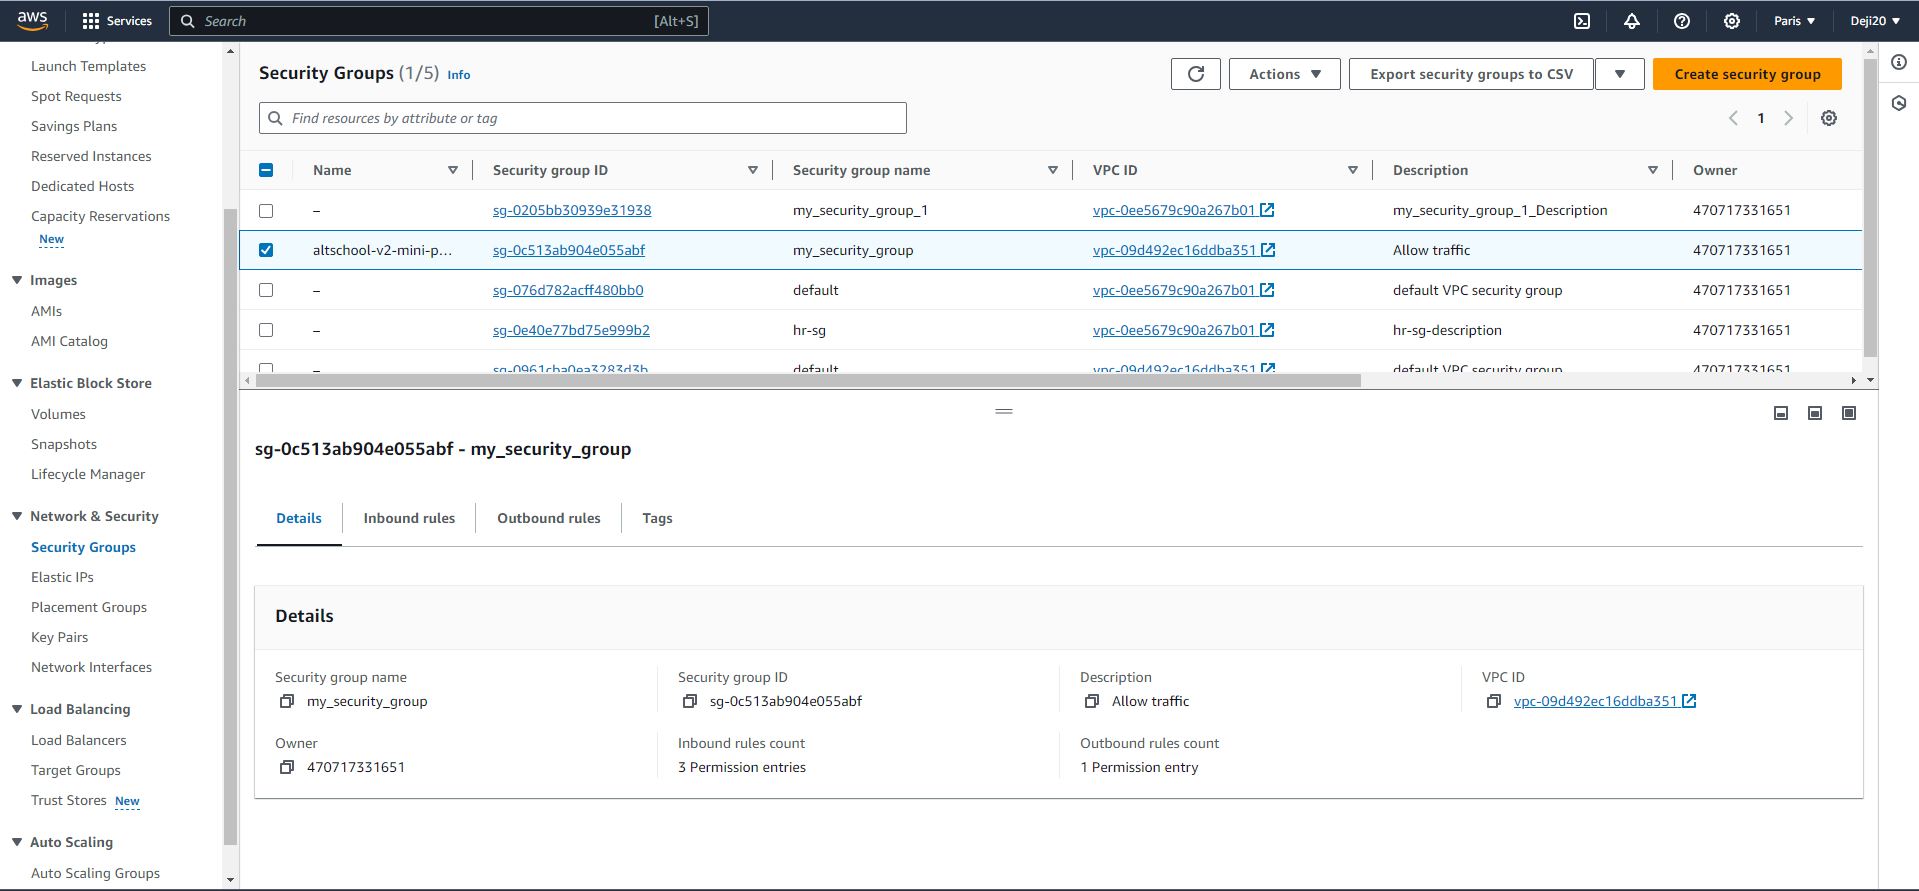 aws Services Search [Alt+S] Paris Deji20
Launch Templates
Spot Requests
Savings Plans
Reserved Instances
Dedicated Hosts
Capacity Reservations
New
Images
AMIs
AMI Catalog
Elastic Block Store
Volumes
Snapshots
Lifecycle Manager
Network & Security
Security Groups
Elastic IPs
Placement Groups
Key Pairs
Network Interfaces
Load Balancing
Load Balancers
Target Groups
Trust Stores New
Auto Scaling
Auto Scaling Groups
Security Groups (1/5) Info Actions Export security groups to CSV Create security group
Find resources by attribute or tag 1
Name Security group ID Security group name VPC ID Description Owner
– sg-0205bb30939e31938 my_security_group_1 vpc-0ee5679c90a267b01 my_security_group_1_Description 470717331651
altschool-v2-mini-p... sg-0c513ab904e055abf my_security_group vpc-09d492ec16ddba351 Allow traffic 470717331651
– sg-076d782acff480bb0 default vpc-0ee5679c90a267b01 default VPC security group 470717331651
– sg-0e40e77bd75e999b2 hr-sg vpc-0ee5679c90a267b01 hr-sg-description 470717331651
– sg-0961cba0ea3283d3b default vpc-09d492ec16ddba351 default VPC security group 470717331651
sg-0c513ab904e055abf - my_security_group
Details Inbound rules Outbound rules Tags
Details
Security group name Security group ID Description VPC ID
my_security_group sg-0c513ab904e055abf Allow traffic vpc-09d492ec16ddba351
Owner Inbound rules count Outbound rules count
470717331651 3 Permission entries 1 Permission entry